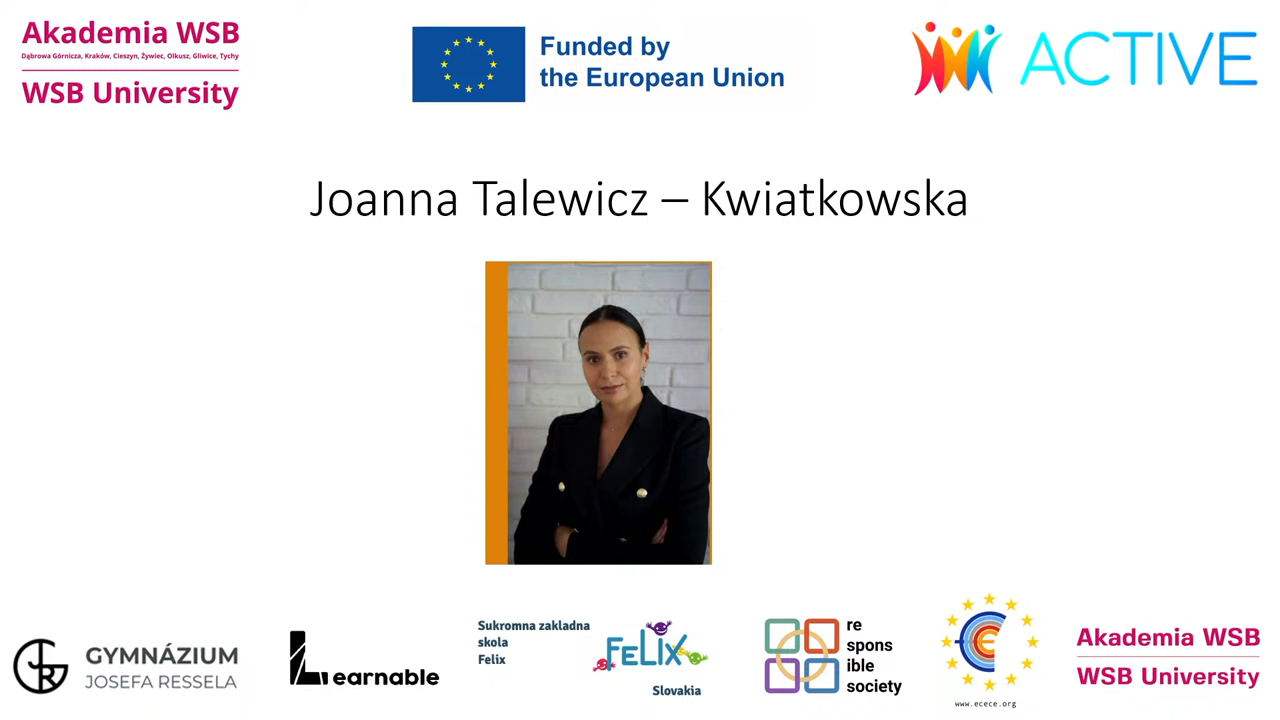 Akademia WSB
Dąbrowa Górnicza, Kraków, Cieszyn, Żywiec, Olkusz, Gliwice, Tychy
WSB University
Funded by
the European Union
ACTIVE
Joanna Talewicz – Kwiatkowska
GYMNÁZIUM
JOSEFA RESSELA
Learnable
Sukromna zakladna
skola
Felix
FELIX
Slovakia
re
spons
ible
society
www.ecece.org
Akademia WSB
WSB University